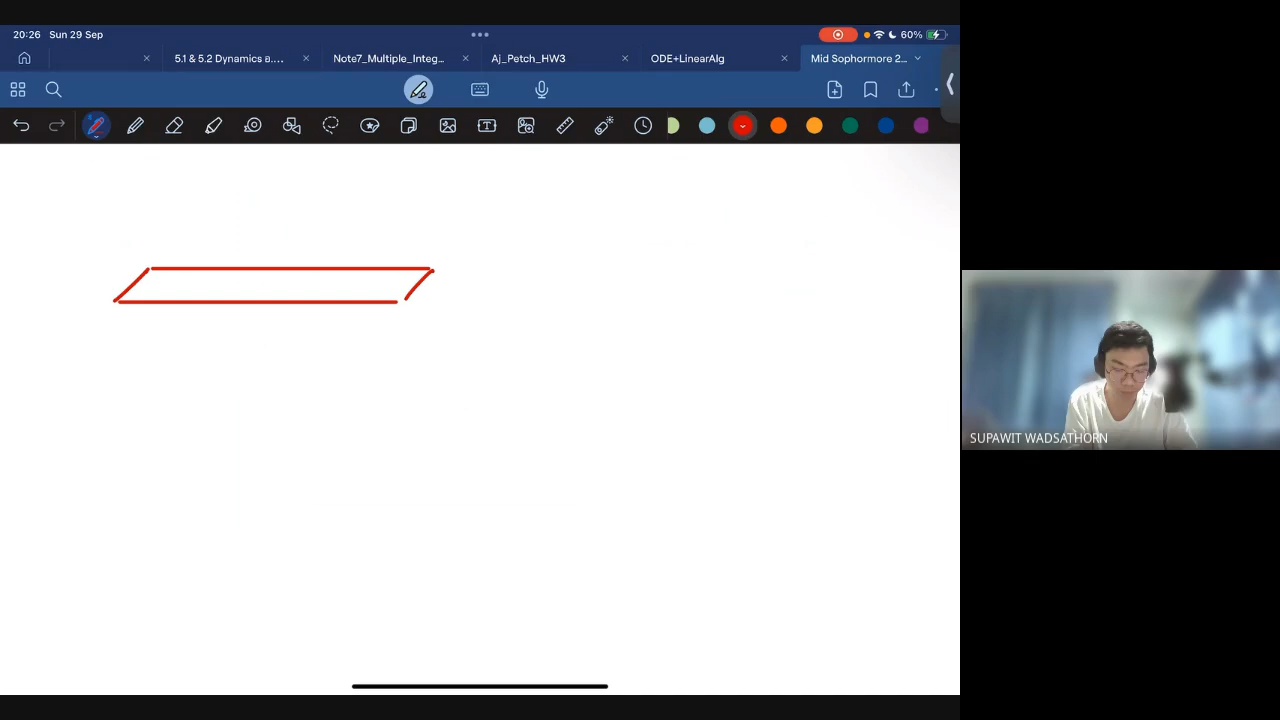 20:26 Sun 29 Sep
60%
5.1 & 5.2 Dynamics a....
Note7_Multiple_Integ...
Aj_Petch_HW3
ODE+LinearAlg
Mid Sophormore 2...
SUPAWIT WADSATHORN